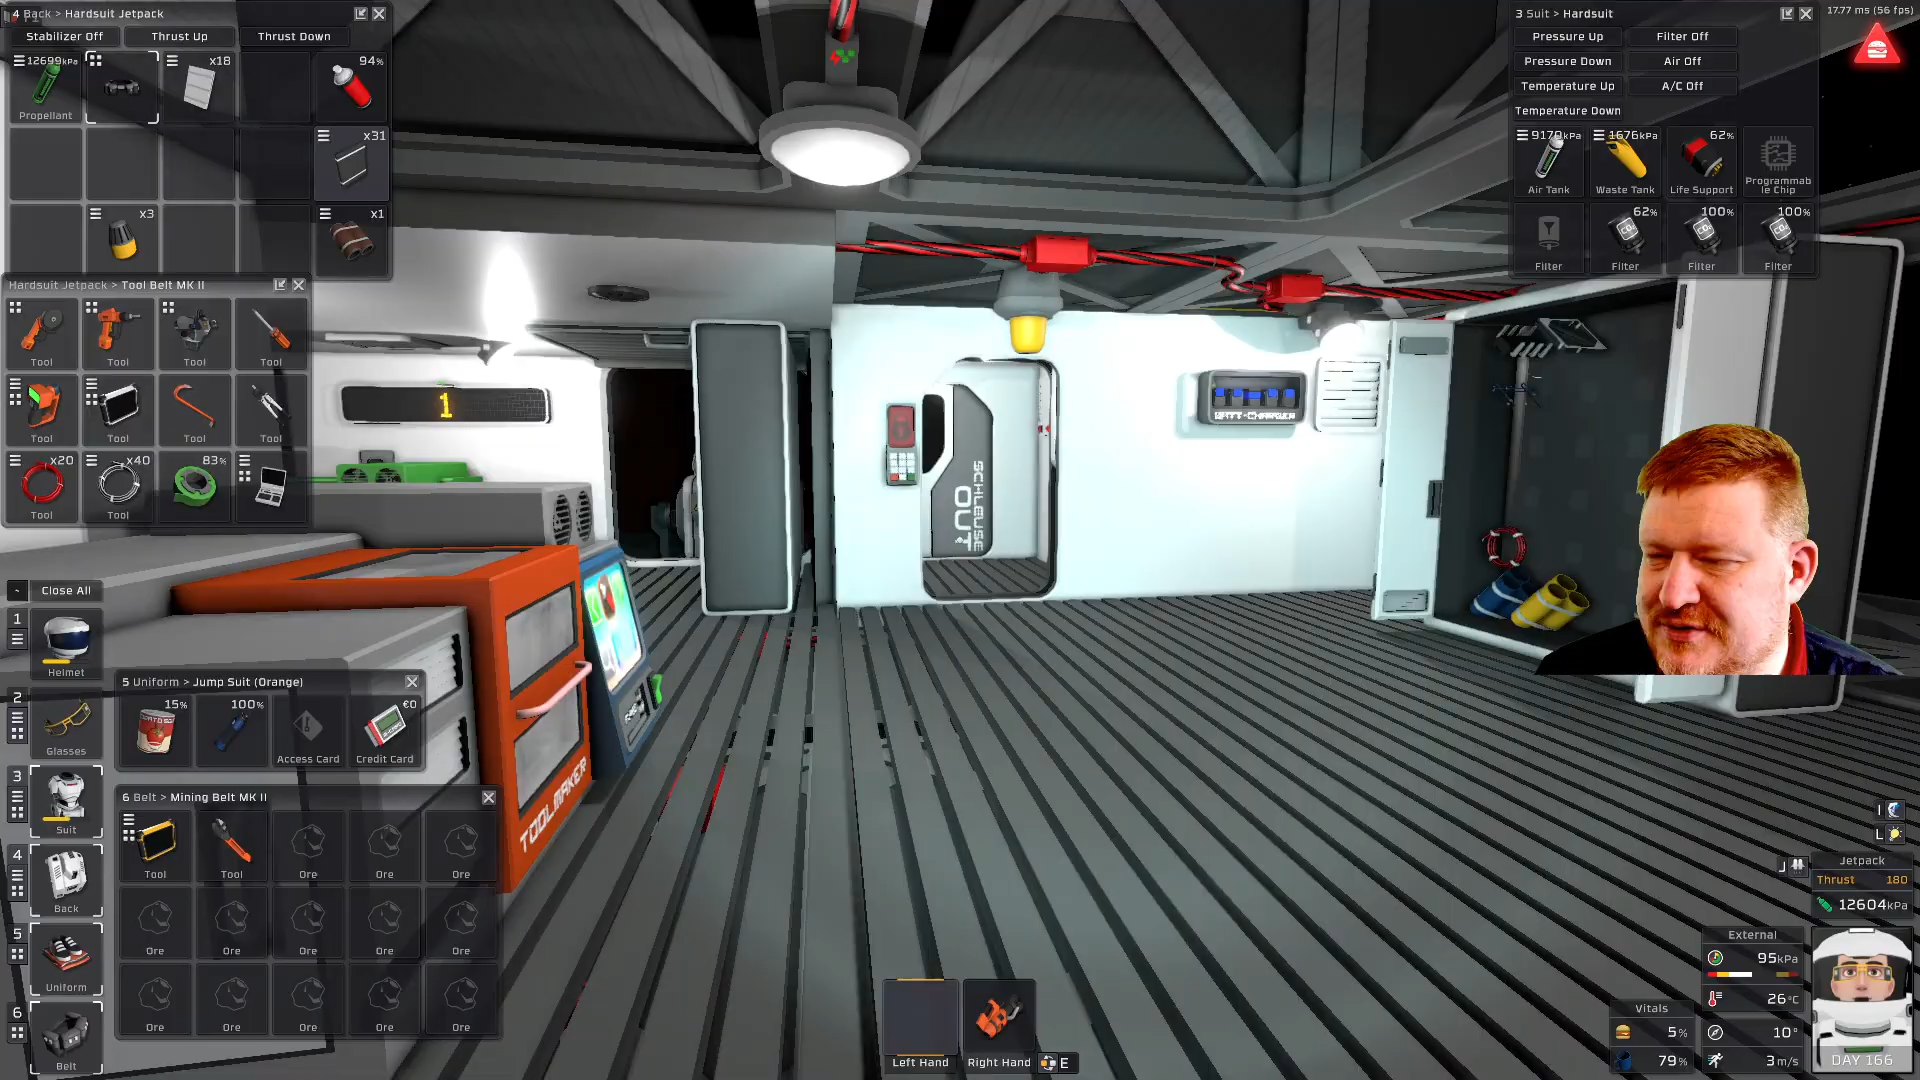 4 Back > Hardsuit Jetpack
Stabilizer Off
Thrust Up
Thrust Down
12699kPa
x18
94%
Propellant
x31
x3
x1
Hardsuit Jetpack > Tool Belt MK II
Tool
Tool
Tool
Tool
Tool
Tool
Tool
Tool
x20
x40
83%
Tool
Tool
~
Close All
1
Helmet
2
Glasses
3
Suit
4
Back
5
Uniform
6
Belt
5 Uniform > Jump Suit (Orange)
15%
100%
€0
Access Card
Credit Card
6 Belt > Mining Belt MK II
Tool
Tool
Ore
Ore
Ore
Ore
Ore
Ore
Ore
Ore
Ore
Ore
Ore
Ore
Ore
1
TOOLMAKER
SCHLEUSE
OUT
BATT-CHARGER
Left Hand
Right Hand
E
3 Suit > Hardsuit
17.77 ms (56 fps)
Pressure Up
Filter Off
Pressure Down
Air Off
Temperature Up
A/C Off
Temperature Down
9170kPa
1676kPa
62%
Air Tank
Waste Tank
Life Support
Programmable Chip
62%
100%
100%
Filter
Filter
Filter
Filter
I
L
J
Jetpack
Thrust 180
12604kPa
External
95kPa
26°C
Vitals
5%
10°
79%
3m/s
DAY 166